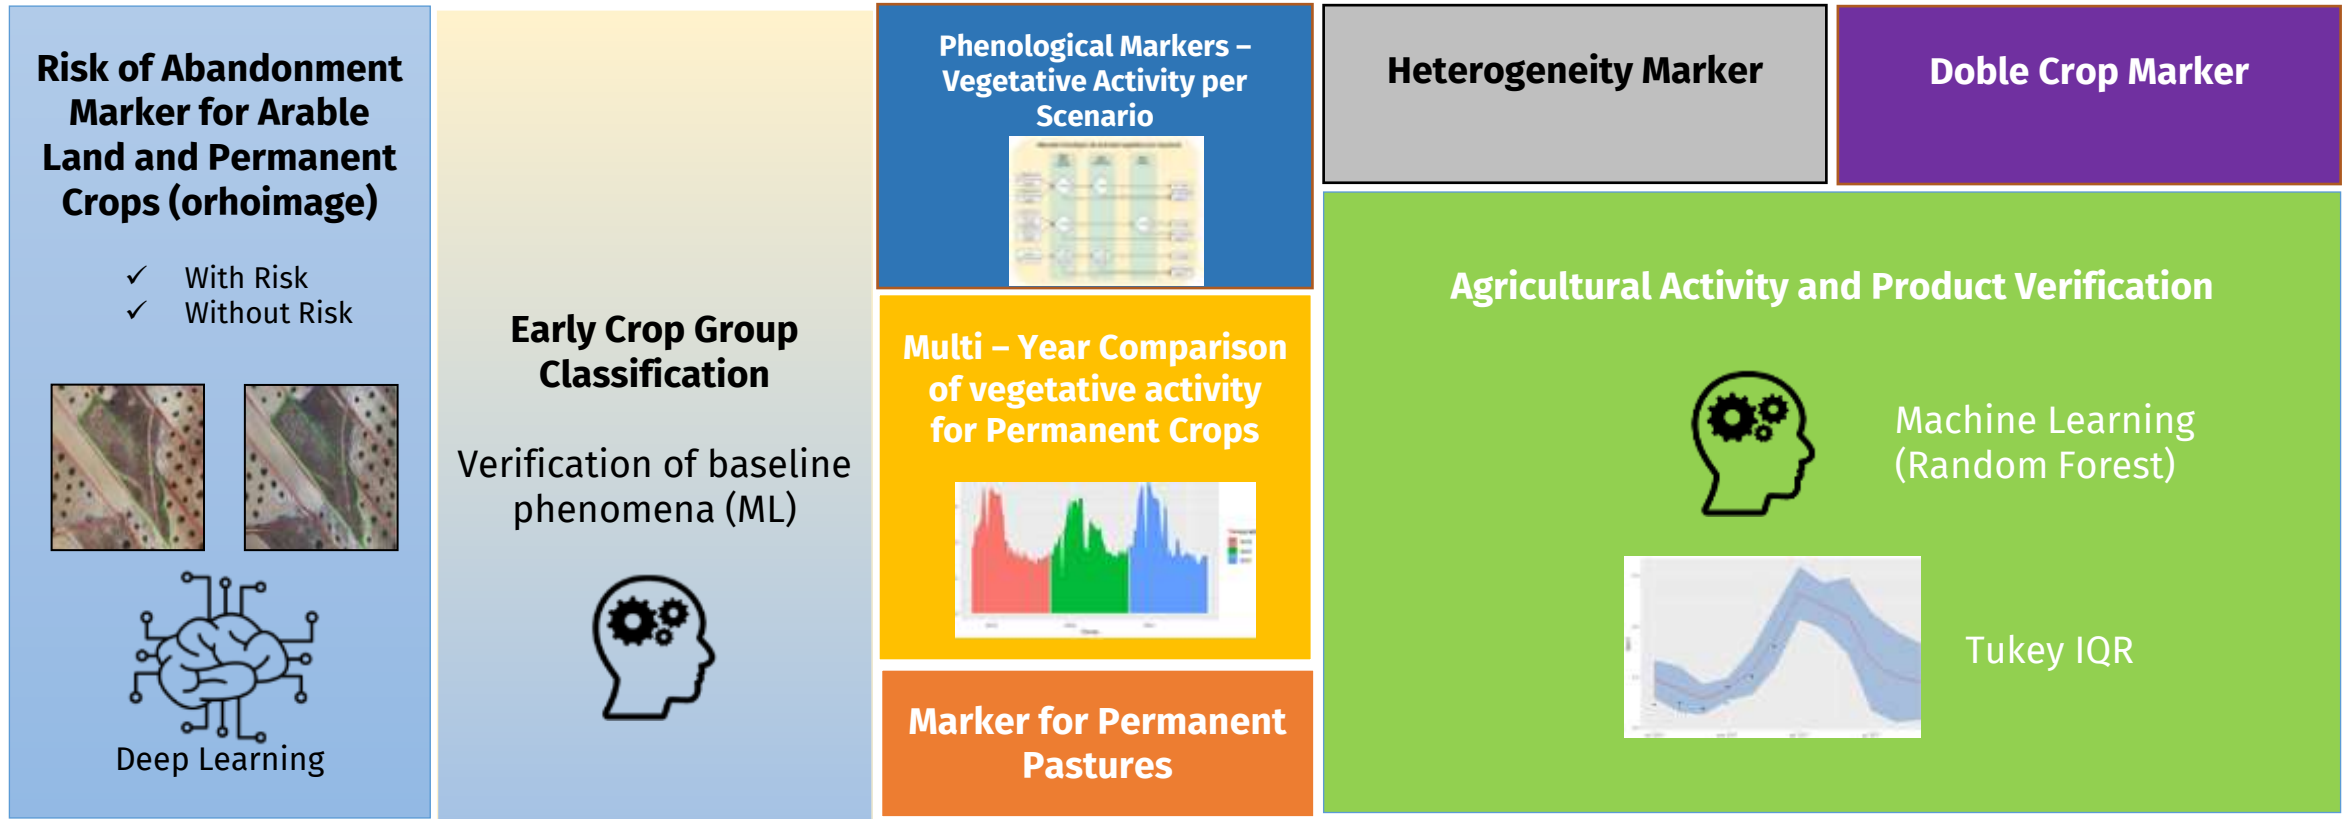 Risk of Abandonment
Marker for Arable
Land and Permanent
Crops (orhoimage)
✓ With Risk
✓ Without Risk
Deep Learning
Early Crop Group
Classification
Verification of baseline
phenomena (ML)
Phenological Markers –
Vegetative Activity per
Scenario
Multi – Year Comparison
of vegetative activity
for Permanent Crops
Marker for Permanent
Pastures
Heterogeneity Marker
Doble Crop Marker
Agricultural Activity and Product Verification
Machine Learning
(Random Forest)
Tukey IQR